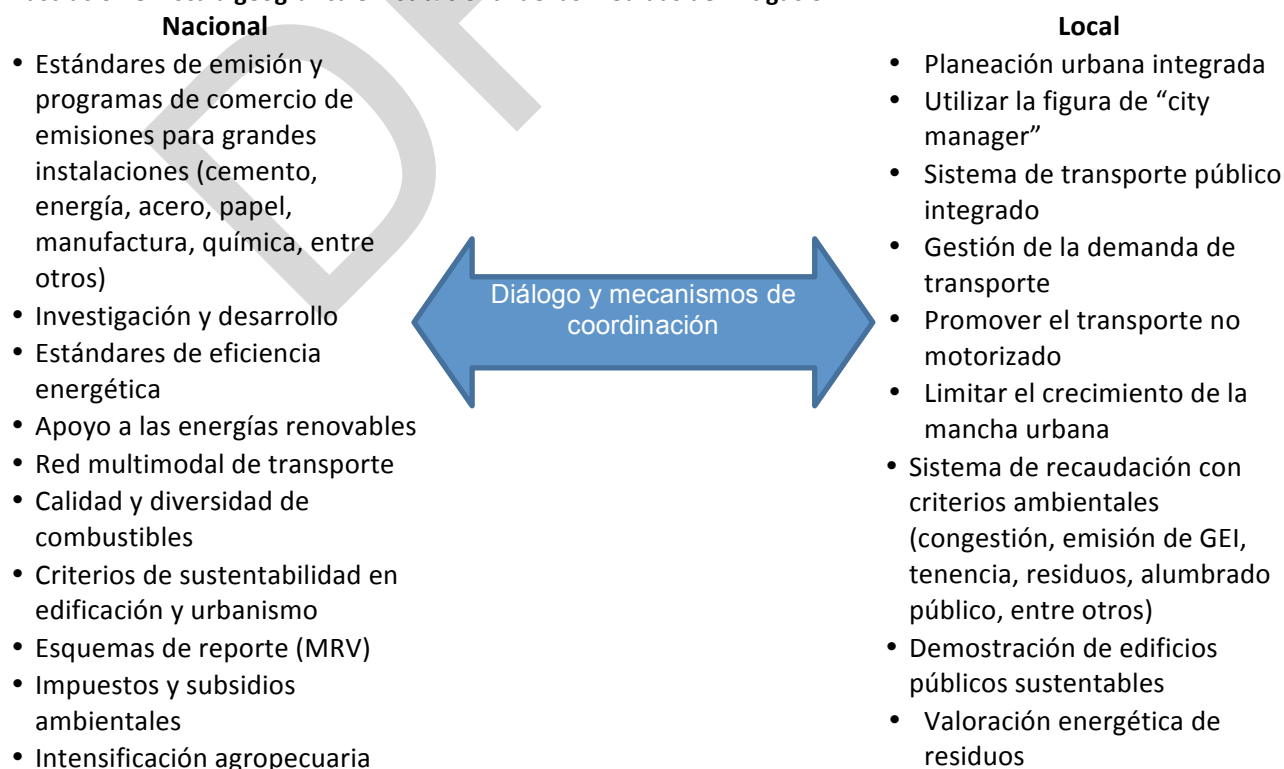 Nacional
• Estándares de emisión y
programas de comercio de
emisiones para grandes
instalaciones (cemento,
energía, acero, papel,
manufactura, química, entre
otros)
• Investigación y desarrollo
• Estándares de eficiencia
energética
• Apoyo a las energías renovables
• Red multimodal de transporte
• Calidad y diversidad de
combustibles
• Criterios de sustentabilidad en
edificación y urbanismo
• Esquemas de reporte (MRV)
• Impuestos y subsidios
ambientales
• Intensificación agropecuaria
Diálogo y mecanismos de
coordinación
Local
• Planeación urbana integrada
• Utilizar la figura de “city
manager”
• Sistema de transporte público
integrado
• Gestión de la demanda de
transporte
• Promover el transporte no
motorizado
• Limitar el crecimiento de la
mancha urbana
• Sistema de recaudación con
criterios ambientales
(congestión, emisión de GEI,
tenencia, residuos, alumbrado
público, entre otros)
• Demostración de edificios
públicos sustentables
• Valoración energética de
residuos